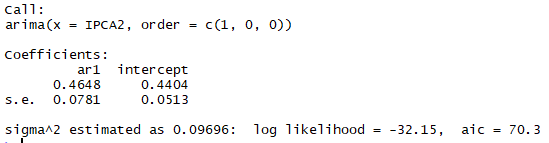 Call:
arima(x = IPCA2, order = c(1, 0, 0))
Coefficients:
ar1 intercept
0.4648 0.4404
s.e. 0.0781 0.0513
sigma^2 estimated as 0.09696: log likelihood = -32.15, aic = 70.3